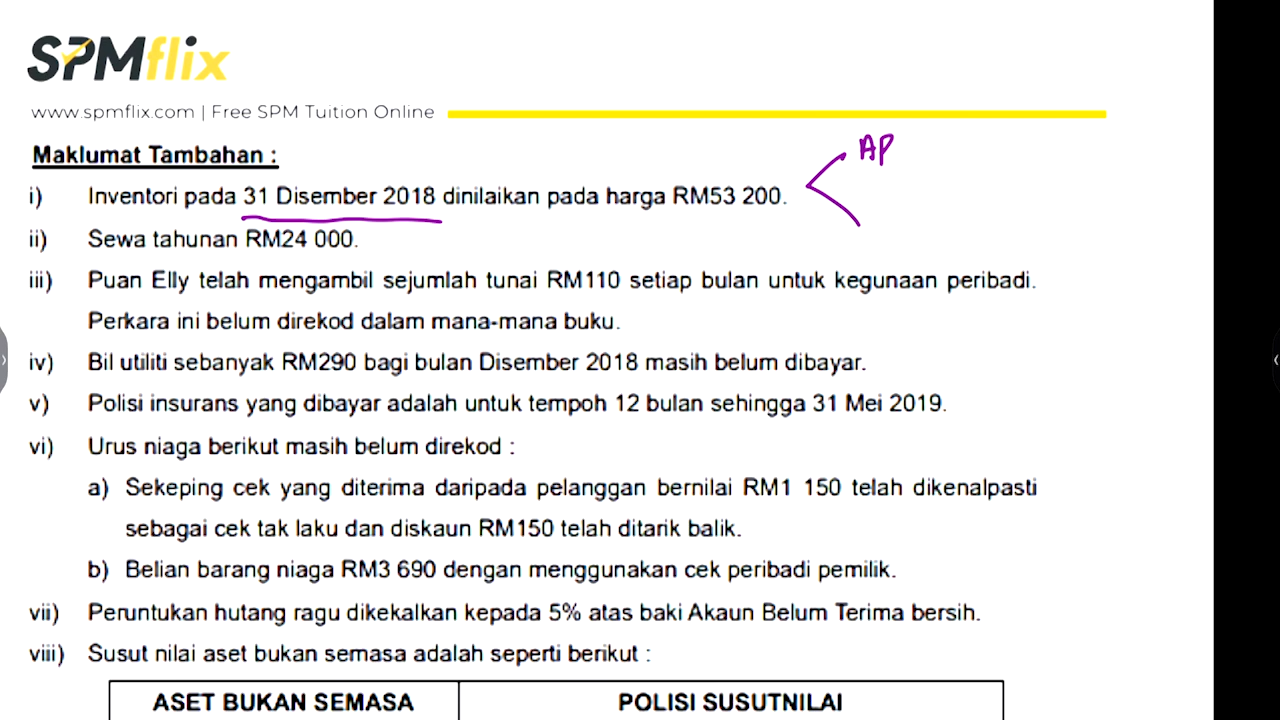 SPMflix
www.spmflix.com | Free SPM Tuition Online
Maklumat Tambahan :
AP
i) Inventori pada 31 Disember 2018 dinilaikan pada harga RM53 200.
ii) Sewa tahunan RM24 000.
iii) Puan Elly telah mengambil sejumlah tunai RM110 setiap bulan untuk kegunaan peribadi.
Perkara ini belum direkod dalam mana-mana buku.
iv) Bil utiliti sebanyak RM290 bagi bulan Disember 2018 masih belum dibayar.
v) Polisi insurans yang dibayar adalah untuk tempoh 12 bulan sehingga 31 Mei 2019.
vi) Urus niaga berikut masih belum direkod :
a) Sekeping cek yang diterima daripada pelanggan bernilai RM1 150 telah dikenalpasti
sebagai cek tak laku dan diskaun RM150 telah ditarik balik.
b) Belian barang niaga RM3 690 dengan menggunakan cek peribadi pemilik.
vii) Peruntukan hutang ragu dikekalkan kepada 5% atas baki Akaun Belum Terima bersih.
viii) Susut nilai aset bukan semasa adalah seperti berikut :
ASET BUKAN SEMASA POLISI SUSUTNILAI